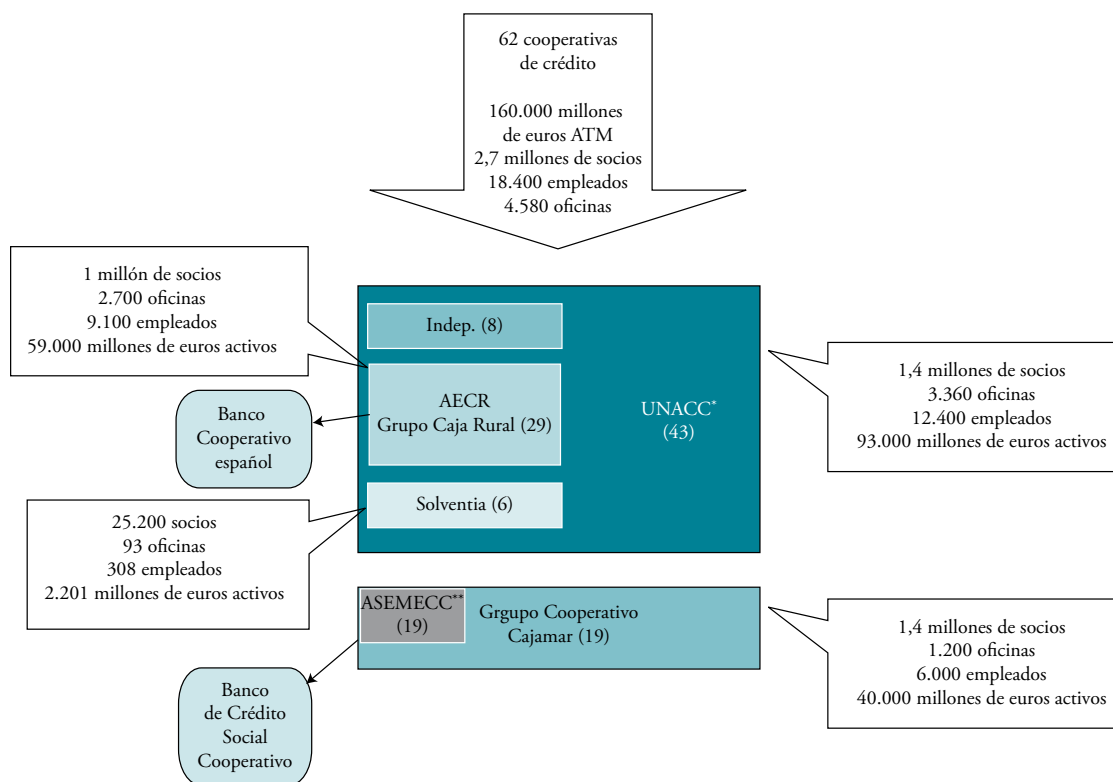 62 cooperativas
de crédito
160.000 millones
de euros ATM
2,7 millones de socios
18.400 empleados
4.580 oficinas
1 millón de socios
2.700 oficinas
9.100 empleados
59.000 millones de euros activos
Indep. (8)
AECR
Grupo Caja Rural (29)
Solventia (6)
UNACC*
(43)
1,4 millones de socios
3.360 oficinas
12.400 empleados
93.000 millones de euros activos
Banco
Cooperativo
español
25.200 socios
93 oficinas
308 empleados
2.201 millones de euros activos
ASEMECC**
(19)
Grgupo Cooperativo
Cajamar (19)
1,4 millones de socios
1.200 oficinas
6.000 empleados
40.000 millones de euros activos
Banco
de Crédito
Social
Cooperativo